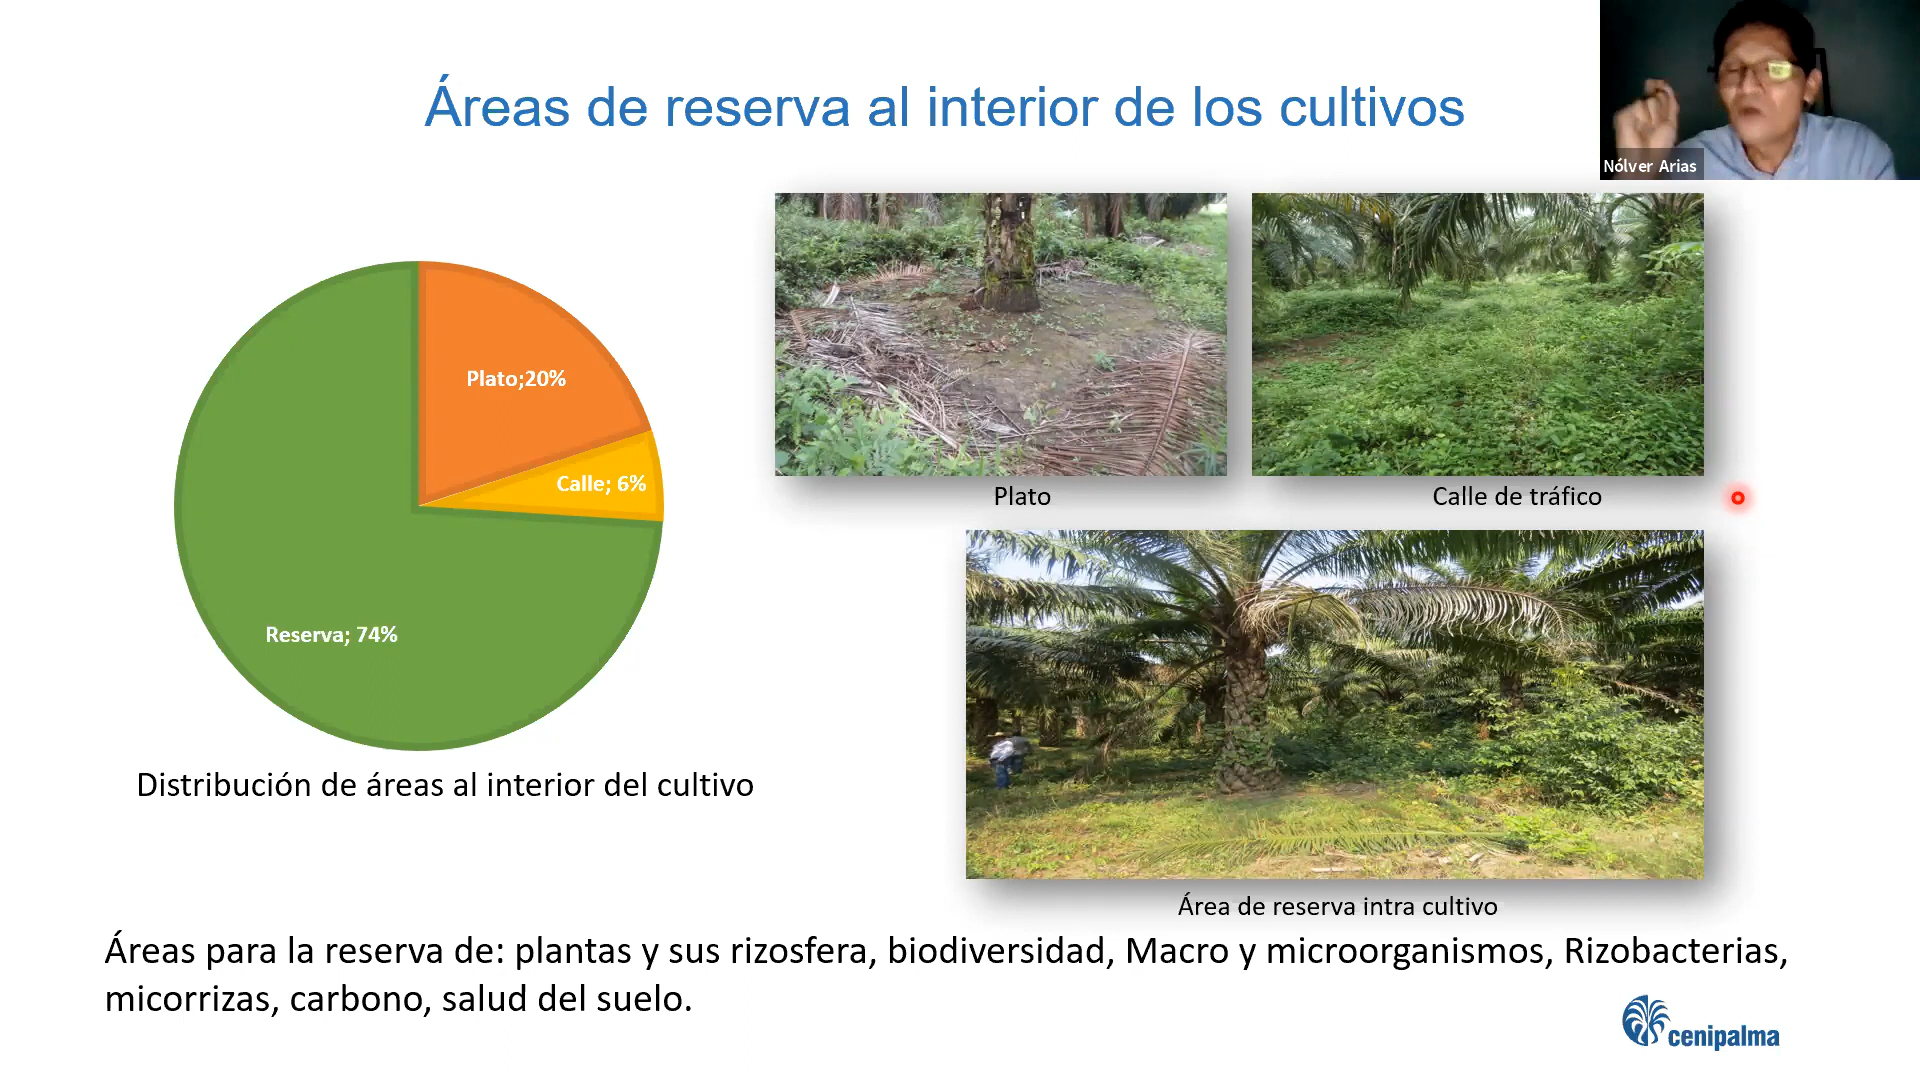 Áreas de reserva al interior de los cultivos
Nólver Arias
Plato;20%
Calle; 6%
Reserva; 74%
Distribución de áreas al interior del cultivo
Plato
Calle de tráfico
Área de reserva intra cultivo
Áreas para la reserva de: plantas y sus rizosfera, biodiversidad, Macro y microorganismos, Rizobacterias,
micorrizas, carbono, salud del suelo.
cenipalma